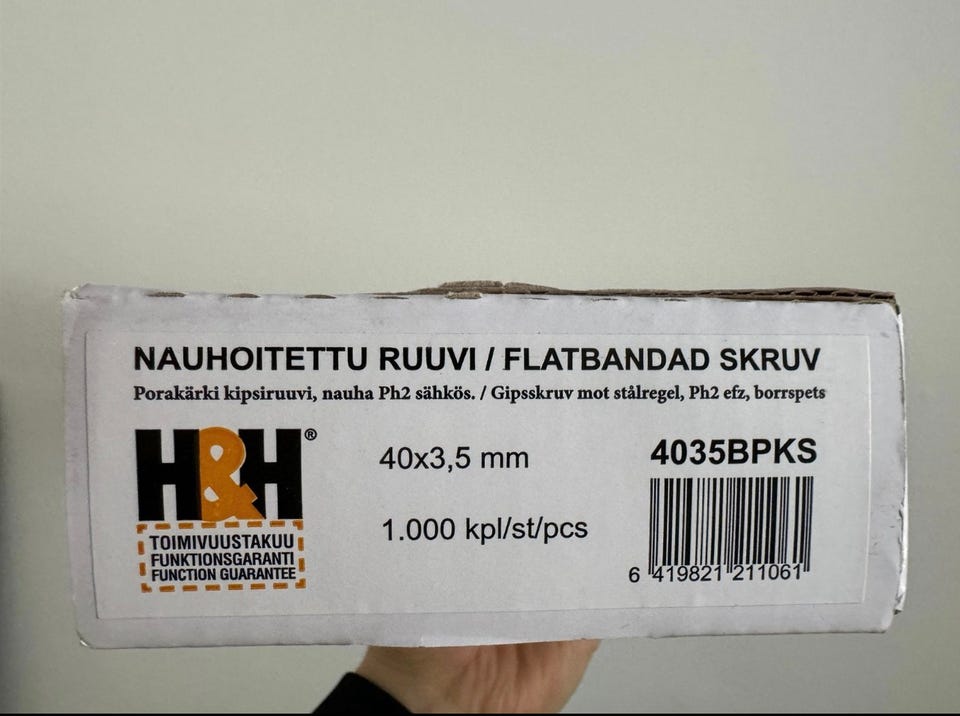 NAUHOITETTU RUUVI / FLATBANDAD SKRUV
Porakärki kipsiruuvi, nauha Ph2 sähkös. / Gipsskruv mot stålregel, Ph2 efz, borrspets
H&H®
40x3,5 mm
4035BPKS
1.000 kpl/st/pcs
TOIMIVUUSTAKUU
FUNKTIONSGARANTI
FUNCTION GUARANTEE
6 419821 211061